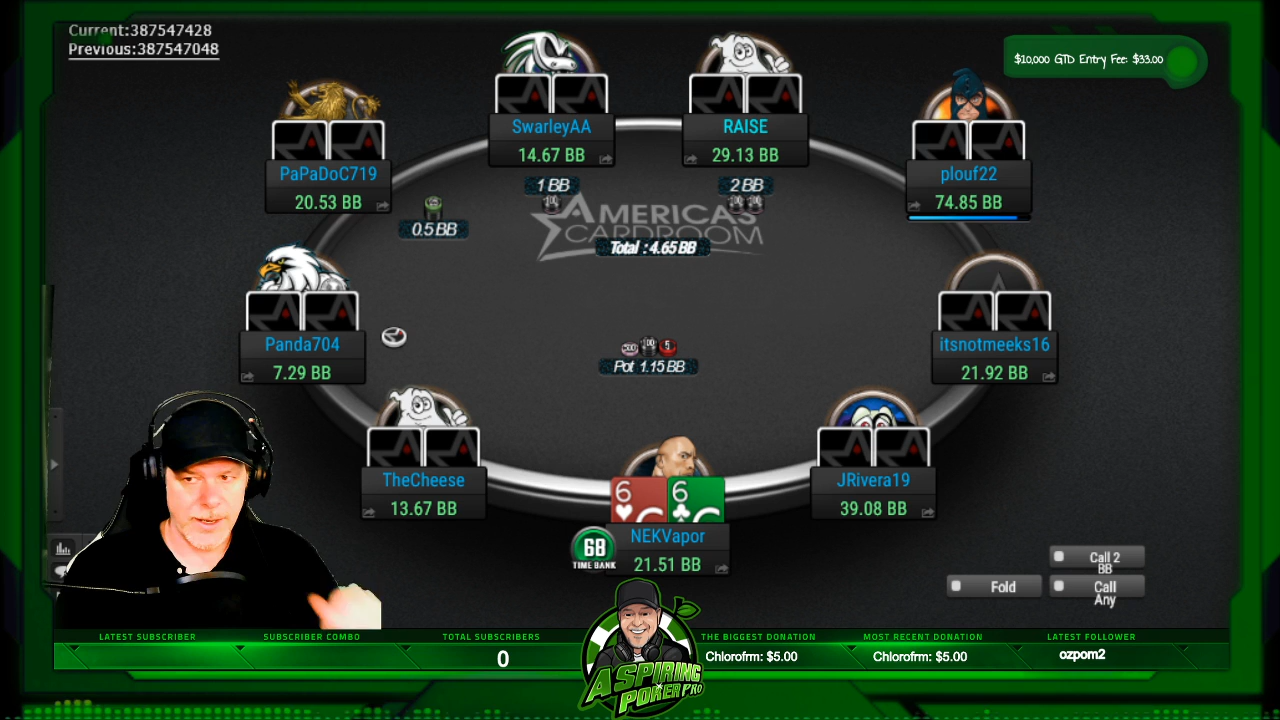 Current:387547428
Previous:387547048
$10,000 GTD Entry Fee: $33.00
SwarleyAA
14.67 BB
RAISE
29.13 BB
PaPaDoC719
20.53 BB
plouf22
74.85 BB
1 BB
2 BB
0.5 BB
AMERICAS
CARDROOM
Total : 4.65 BB
Panda704
7.29 BB
itsnotmeeks16
21.92 BB
Pot 1.15 BB
TheCheese
13.67 BB
6
6
JRivera19
39.08 BB
68
TIME BANK
NEKVapor
21.51 BB
Call 2
BB
Fold
Call
Any
LATEST SUBSCRIBER
SUBSCRIBER COMBO
TOTAL SUBSCRIBERS
0
THE BIGGEST DONATION
Chlorofrm: $5.00
MOST RECENT DONATION
Chlorofrm: $5.00
LATEST FOLLOWER
ozpom2
ASPIRING
POKER PRO